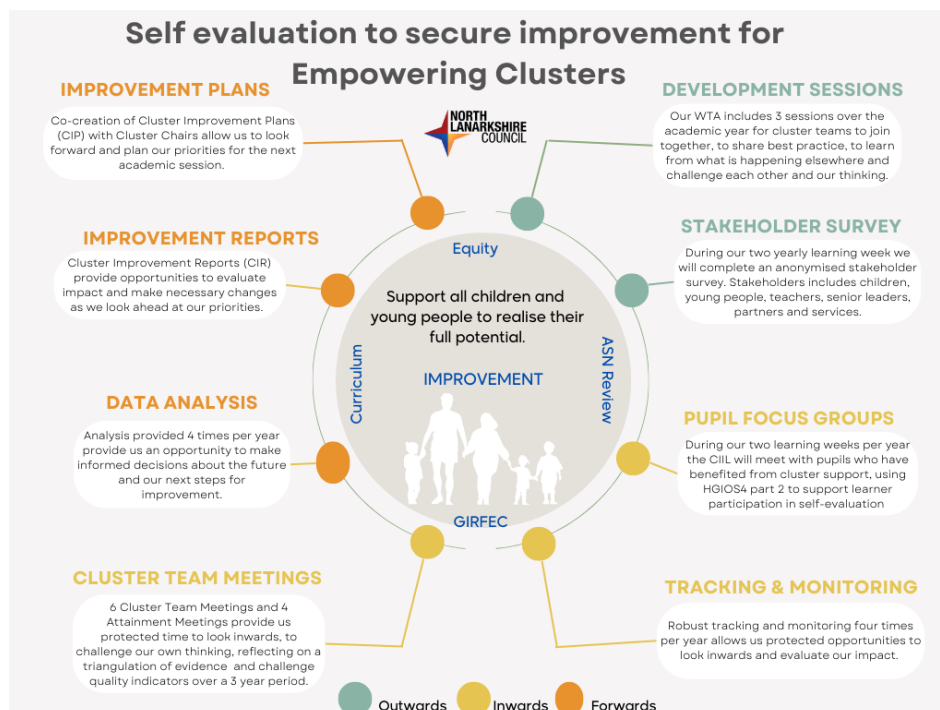 Self evaluation to secure improvement for
Empowering Clusters
IMPROVEMENT PLANS
Co-creation of Cluster Improvement Plans
(CIP) with Cluster Chairs allow us to look
forward and plan our priorities for the next
academic session.
NORTH
LANARKSHIRE
COUNCIL
DEVELOPMENT SESSIONS
Our WTA includes 3 sessions over the
academic year for cluster teams to join
together, to share best practice, to learn
from what is happening elsewhere and
challenge each other and our thinking.
IMPROVEMENT REPORTS
Cluster Improvement Reports (CIR)
provide opportunities to evaluate
impact and make necessary changes
as we look ahead at our priorities.
STAKEHOLDER SURVEY
During our two yearly learning week we
will complete an anonymised stakeholder
survey. Stakeholders includes children,
young people, teachers, senior leaders,
partners and services.
Equity
Support all children and
young people to realise their
full potential.
Curriculum
IMPROVEMENT
ASN Review
GIRFEC
DATA ANALYSIS
Analysis provided 4 times per year
provide us an opportunity to make
informed decisions about the future
and our next steps for
improvement.
PUPIL FOCUS GROUPS
During our two learning weeks per year
the CIIL will meet with pupils who have
benefited from cluster support, using
HGIOS4 part 2 to support learner
participation in self-evaluation
CLUSTER TEAM MEETINGS
6 Cluster Team Meetings and 4
Attainment Meetings provide us
protected time to look inwards, to
challenge our own thinking, reflecting on a
triangulation of evidence and challenge
quality indicators over a 3 year period.
TRACKING & MONITORING
Robust tracking and monitoring four times
per year allows us protected opportunities to
look inwards and evaluate our impact.
Outwards
Inwards
Forwards